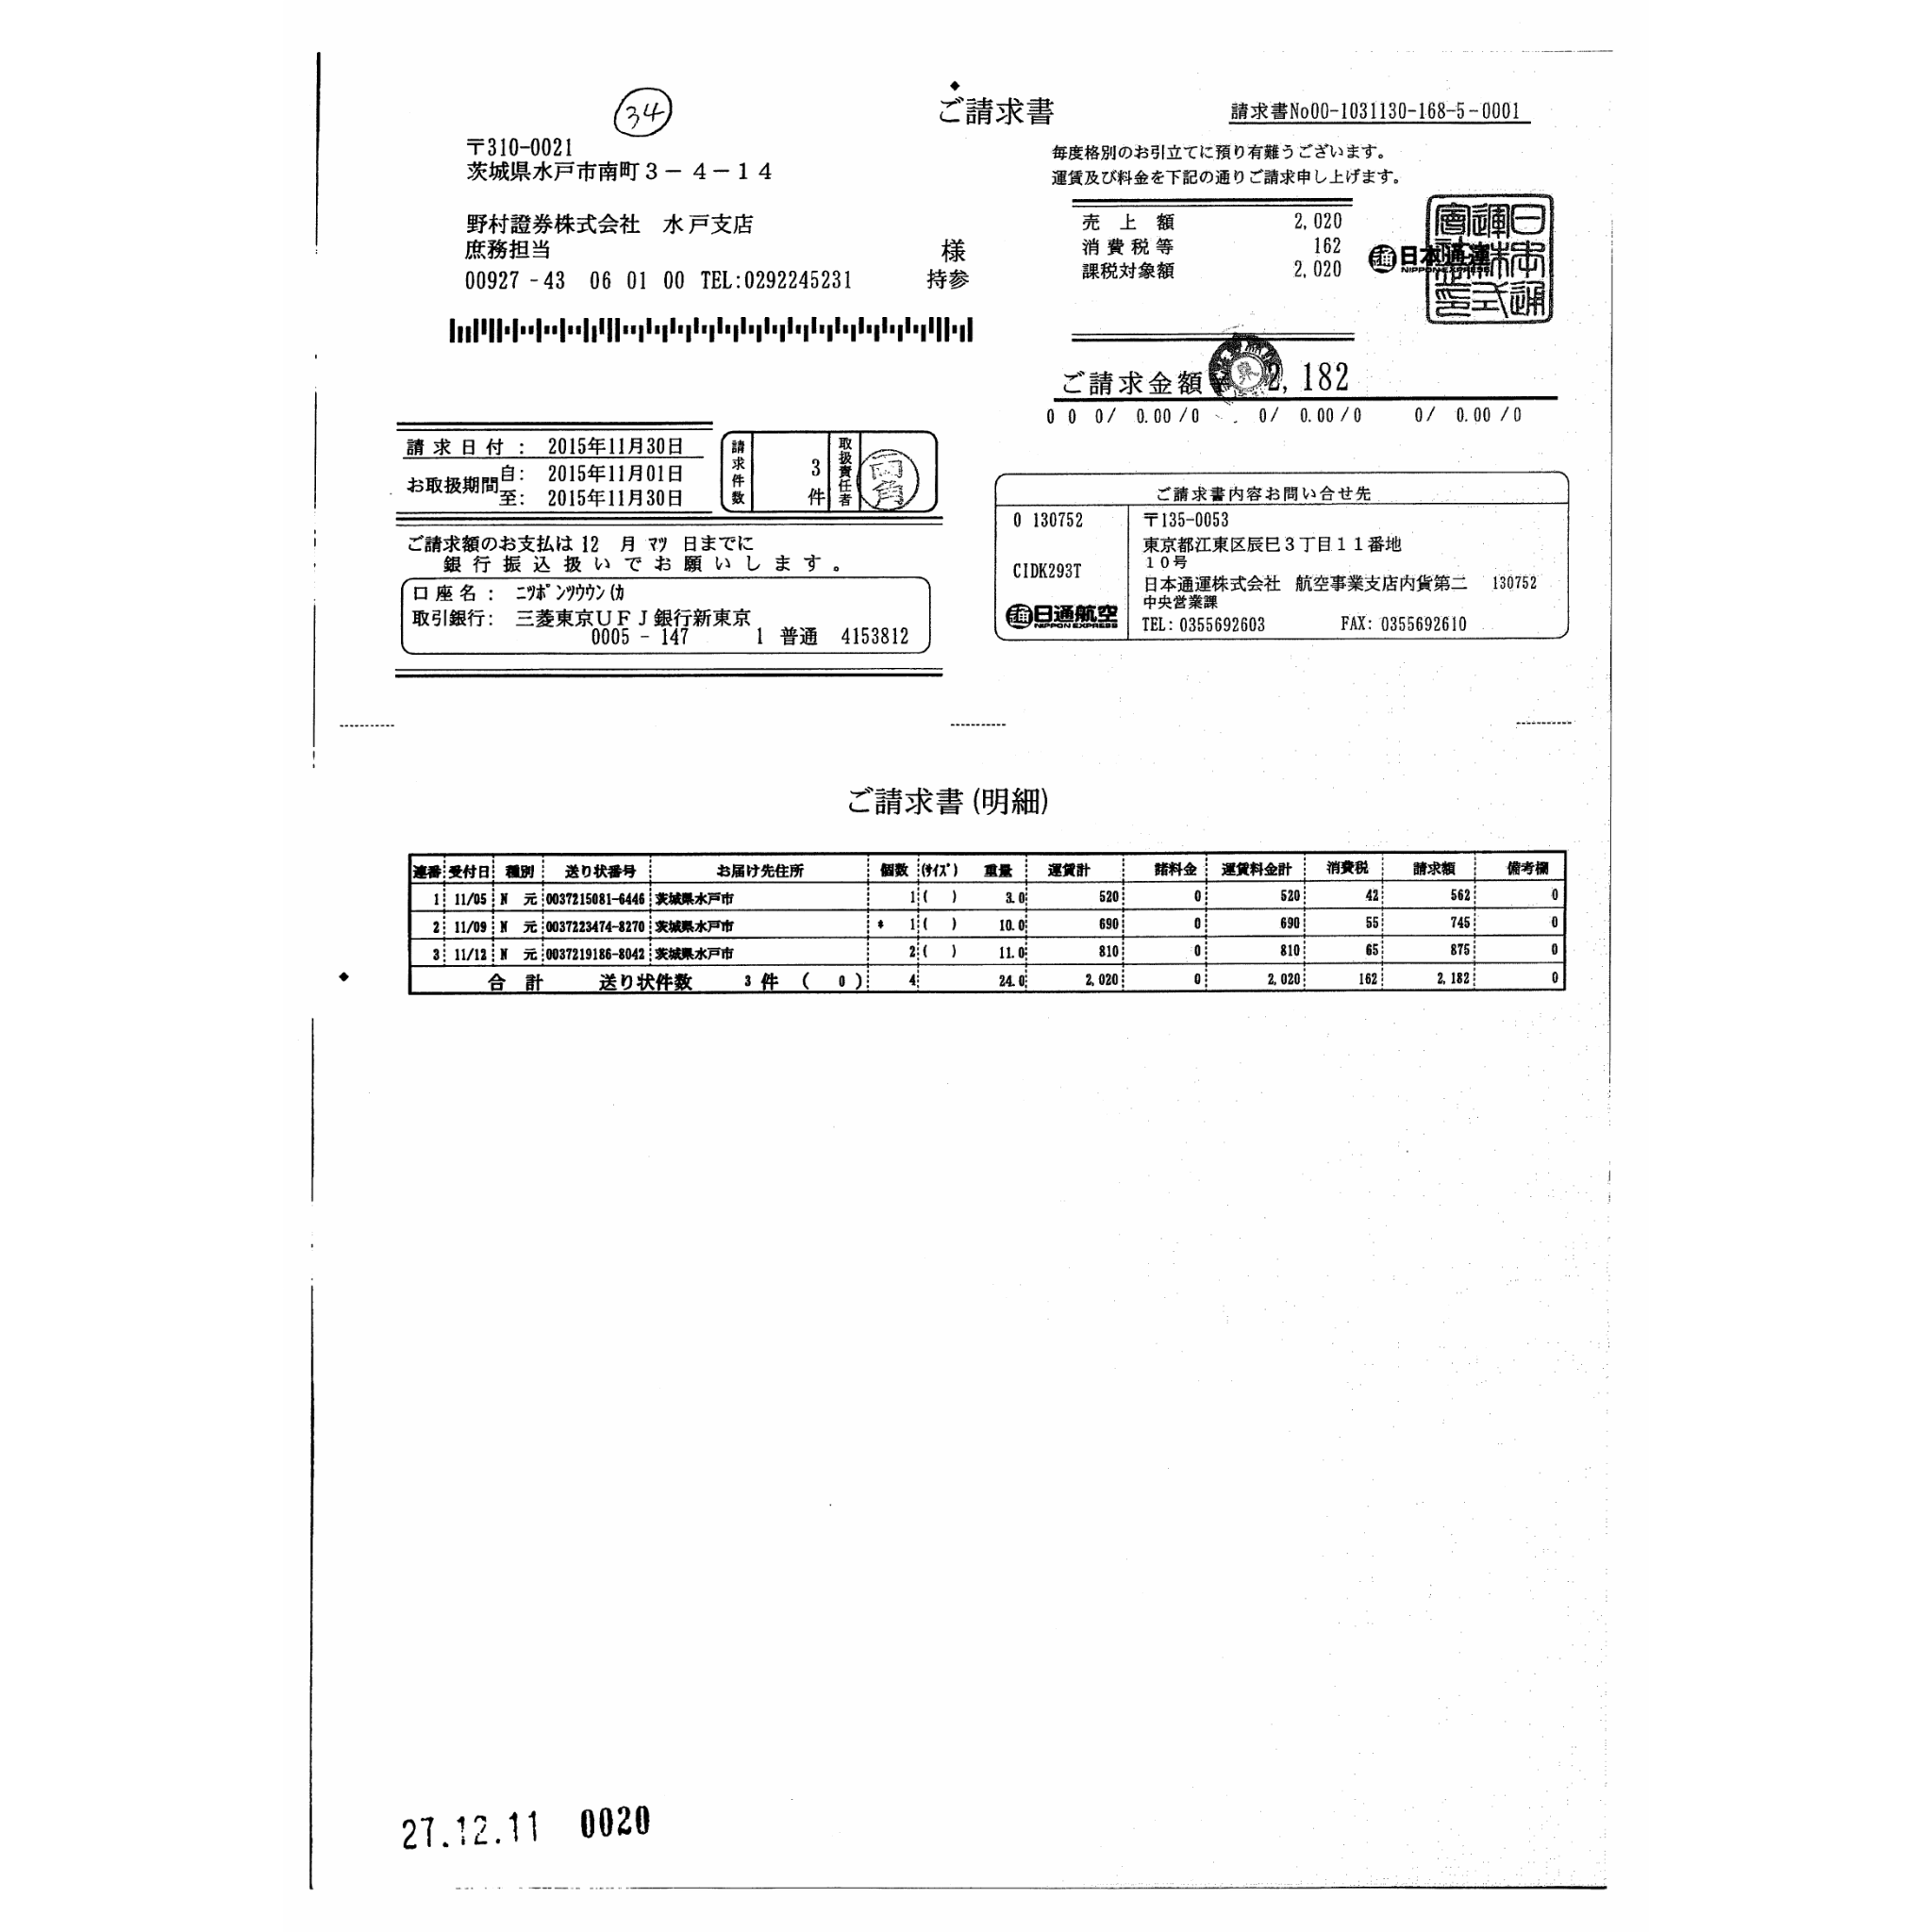 34
ご請求書
請求書No00-1031130-168-5-0001
〒310-0021
茨城県水戸市南町3-4-14
野村證券株式会社 水戸支店
庶務担当 様
00927-43 06 01 00 TEL:0292245231 持参
毎度格別のお引立てに預り有難うございます。
運賃及び料金を下記の通りご請求申し上げます。
売上額 2,020
消費税等 162
課税対象額 2,020
日本通運
NIPPON EXPRESS
ご請求金額 2,182
0 0 0/ 0.00/0 0/ 0.00/0 0/ 0.00/0
請求日付: 2015年11月30日
お取扱期間 自: 2015年11月01日
至: 2015年11月30日
請求件数 3件
取扱責任者 両角
ご請求額のお支払は 12 月 マツ 日までに
銀行振込扱いでお願いします。
口座名: ニツポンツウウン(カ
取引銀行: 三菱東京UFJ銀行新東京
0005 - 147 1 普通 4153812
ご請求書内容お問い合せ先
0 130752
CIDK293T
日通航空
NIPPON EXPRESS
〒135-0053
東京都江東区辰巳3丁目11番地
10号
日本通運株式会社 航空事業支店内貨第二 130752
中央営業課
TEL: 0355692603 FAX: 0355692610
ご請求書(明細)
連番 受付日 種別 送り状番号 お届け先住所 個数 (サイズ) 重量 運賃計 諸料金 運賃料金計 消費税 請求額 備考欄
1 11/05 N 元 0037215081-6446 茨城県水戸市 1 ( ) 3.0 520 0 520 42 562 0
2 11/09 N 元 0037223474-8270 茨城県水戸市 * 1 ( ) 10.0 690 0 690 55 745 0
3 11/12 N 元 0037219186-8042 茨城県水戸市 2 ( ) 11.0 810 0 810 65 875 0
合計 送り状件数 3 件 ( 0 ) 4 24.0 2,020 0 2,020 162 2,182 0
27.12.11 0020